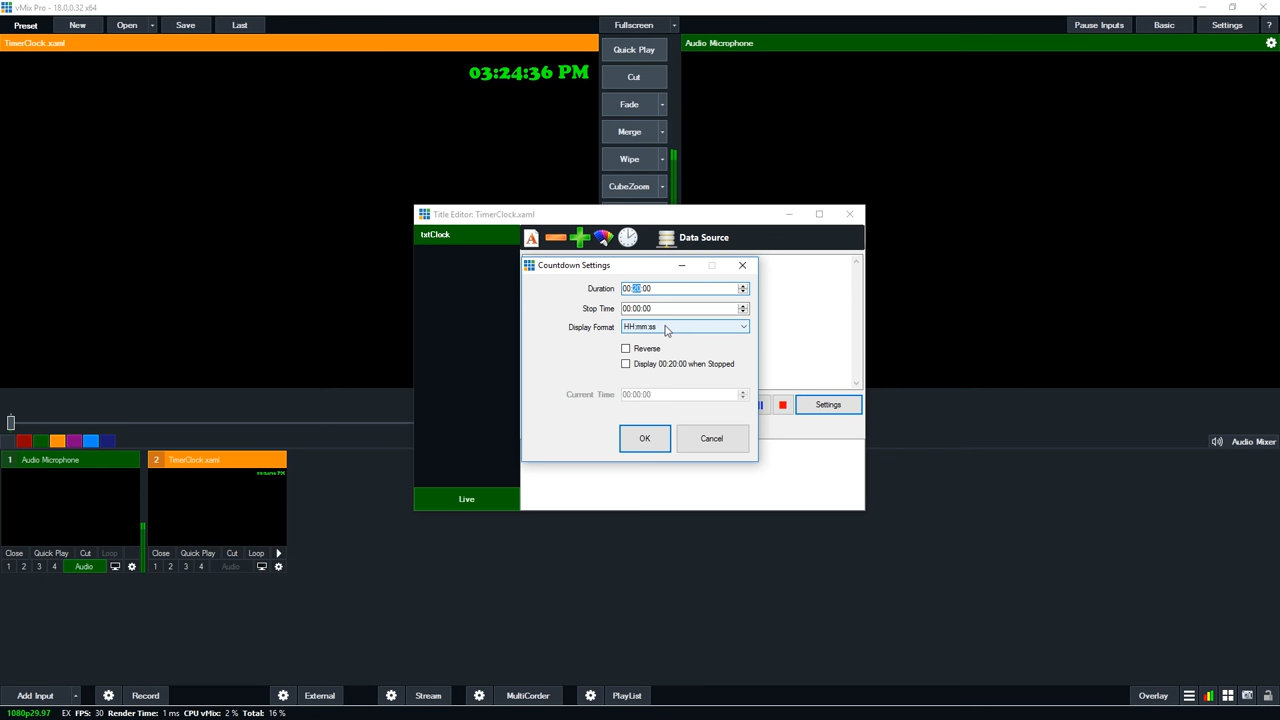 vMix Pro - 18.0.0.32 x64
Preset New Open Save Last Fullscreen Pause Inputs Basic Settings ?
TimerClock.xaml Audio Microphone
Quick Play
03:24:36 PM
Cut
Fade
Merge
Wipe
CubeZoom
Title Editor: TimerClock.xaml
txtClock Data Source
Countdown Settings
Duration 00:20:00
Stop Time 00:00:00
Display Format HH:mm:ss
Reverse
Display 00:20:00 when Stopped
Current Time 00:00:00
Settings
OK Cancel
Audio Mixer
1 Audio Microphone 2 TimerClock.xaml
Live
Close Quick Play Cut Loop Close Quick Play Cut Loop
1 2 3 4 Audio 1 2 3 4 Audio
Add Input Record External Stream MultiCorder PlayList Overlay
1080p29.97 EX FPS: 30 Render Time: 1 ms CPU vMix: 2 % Total: 16 %